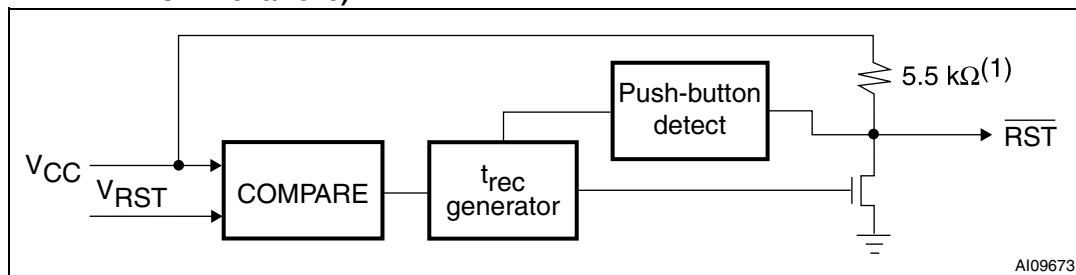 5.5 kΩ(1)
Push-button
detect
RST
VCC
VRST
COMPARE
trec
generator
AI09673